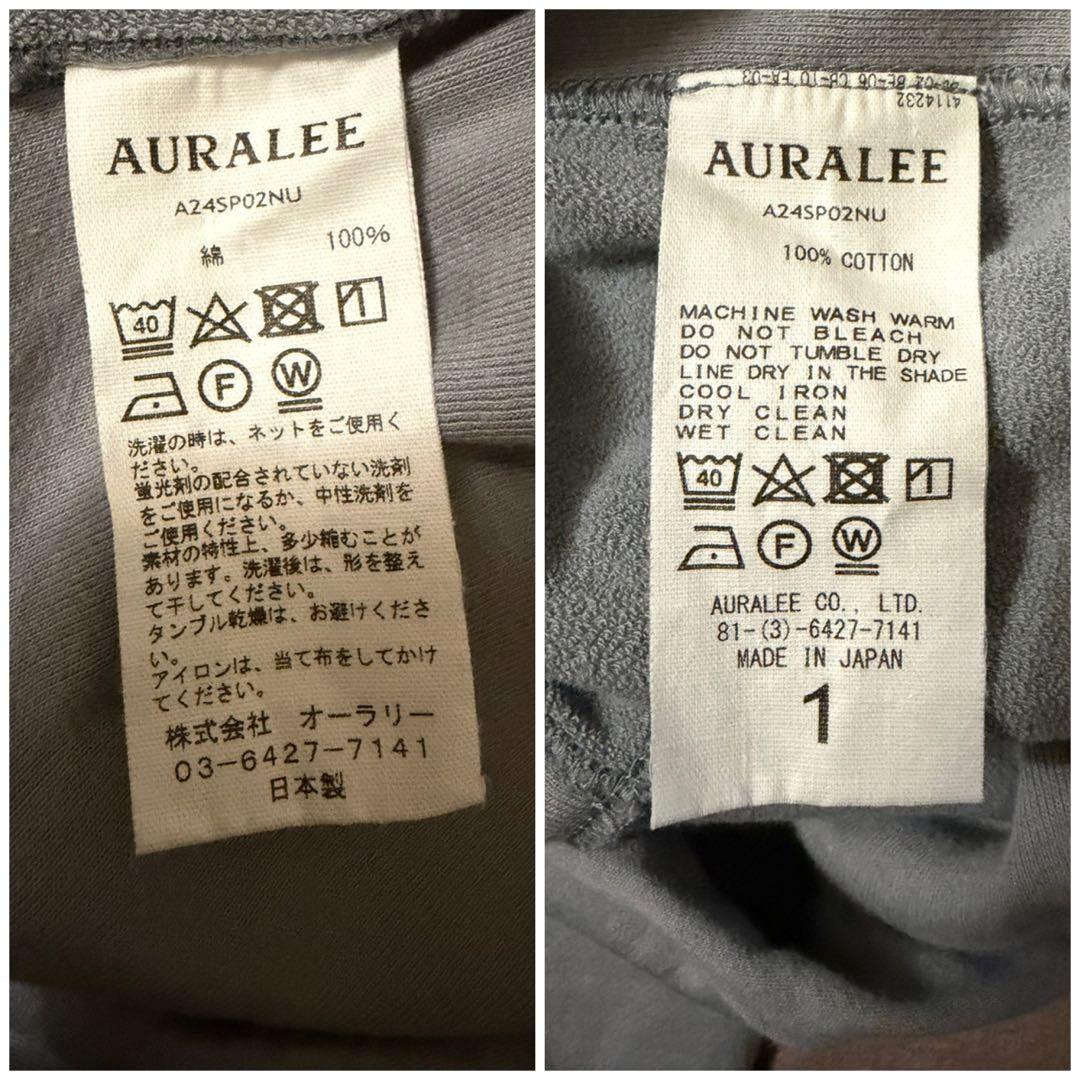 AURALEE
A24SP02NU
綿 100%
40
1
F
W
洗濯の時は、ネットをご使用く
ださい。
蛍光剤の配合されていない洗剤
をご使用になるか、中性洗剤を
ご使用ください。
素材の特性上、多少縮むことが
あります。洗濯後は、形を整え
て干してください。
タンブル乾燥は、お避けくださ
い。
アイロンは、当て布をしてかけ
てください。
株式会社 オーラリー
03-6427-7141
日本製
4114232
AURALEE
A24SP02NU
100% COTTON
MACHINE WASH WARM
DO NOT BLEACH
DO NOT TUMBLE DRY
LINE DRY IN THE SHADE
COOL IRON
DRY CLEAN
WET CLEAN
40
1
F
W
AURALEE CO., LTD.
81-(3)-6427-7141
MADE IN JAPAN
1